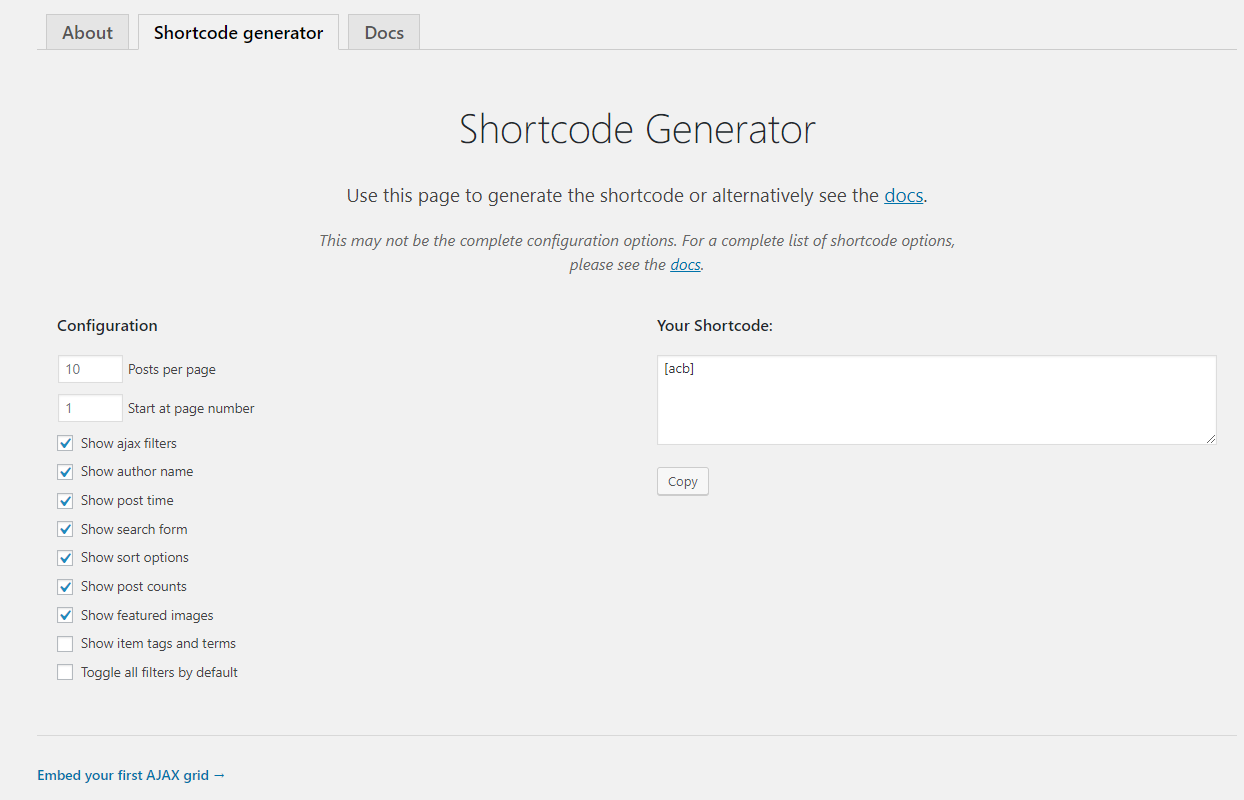 About
Shortcode generator
Docs
Shortcode Generator
Use this page to generate the shortcode or alternatively see the docs.
This may not be the complete configuration options. For a complete list of shortcode options,
please see the docs.
Configuration
10 Posts per page
1 Start at page number
Show ajax filters
Show author name
Show post time
Show search form
Show sort options
Show post counts
Show featured images
Show item tags and terms
Toggle all filters by default
Your Shortcode:
[acb]
Copy
Embed your first AJAX grid →